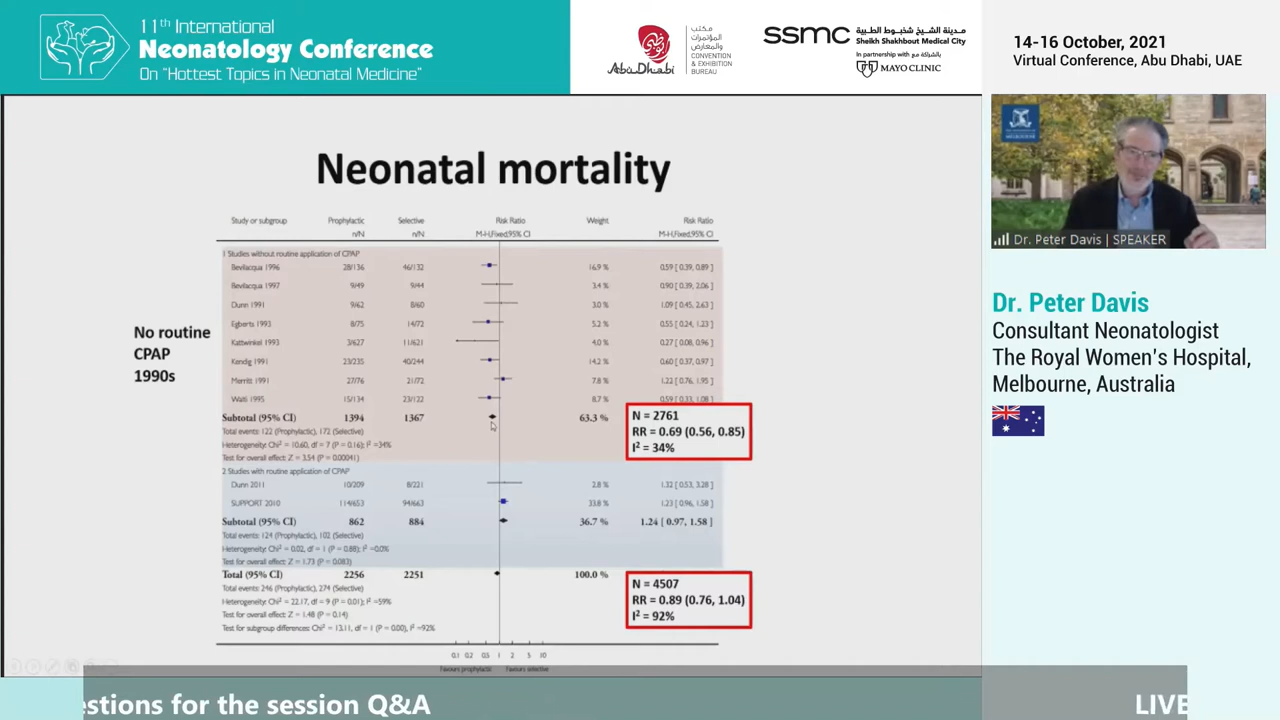 11th International
Neonatology Conference
On “Hottest Topics in Neonatal Medicine”
Abu Dhabi
مكتب
المؤتمرات
والمعارض
CONVENTION
& EXHIBITION
BUREAU
ssmc
مدينة الشيخ شخبوط الطبية
Sheikh Shakhbout Medical City
بالشراكة مع In partnership with
MAYO CLINIC
14-16 October, 2021
Virtual Conference, Abu Dhabi, UAE
Dr. Peter Davis | SPEAKER
Dr. Peter Davis
Consultant Neonatologist
The Royal Women's Hospital,
Melbourne, Australia
Neonatal mortality
Study or subgroup Prophylactic Selective Risk Ratio Weight Risk Ratio
n/N n/N M-H,Fixed,95% CI M-H,Fixed,95% CI
1 Studies without routine application of CPAP
Bevilacqua 1996 28/136 46/132 16.9 % 0.59 [ 0.39, 0.89 ]
Bevilacqua 1997 9/49 9/44 3.4 % 0.90 [ 0.39, 2.06 ]
Dunn 1991 9/62 8/60 3.0 % 1.09 [ 0.45, 2.63 ]
Egberts 1993 8/75 14/72 5.2 % 0.55 [ 0.24, 1.23 ]
Kattwinkel 1993 3/627 11/621 4.0 % 0.27 [ 0.08, 0.96 ]
Kendig 1991 23/235 40/244 14.2 % 0.60 [ 0.37, 0.97 ]
Merritt 1991 27/76 21/72 7.8 % 1.22 [ 0.76, 1.95 ]
Walti 1995 15/134 23/122 8.7 % 0.59 [ 0.33, 1.08 ]
Subtotal (95% CI) 1394 1367 63.3 %
Total events: 122 (Prophylactic), 172 (Selective)
Heterogeneity: Chi² = 10.60, df = 7 (P = 0.16); I² =34%
Test for overall effect: Z = 3.54 (P = 0.00041)
No routine
CPAP
1990s
N = 2761
RR = 0.69 (0.56, 0.85)
I² = 34%
2 Studies with routine application of CPAP
Dunn 2011 10/209 8/221 2.8 % 1.32 [ 0.53, 3.28 ]
SUPPORT 2010 114/653 94/663 33.8 % 1.23 [ 0.96, 1.58 ]
Subtotal (95% CI) 862 884 36.7 % 1.24 [ 0.97, 1.58 ]
Total events: 124 (Prophylactic), 102 (Selective)
Heterogeneity: Chi² = 0.02, df = 1 (P = 0.88); I² =0.0%
Test for overall effect: Z = 1.73 (P = 0.083)
Total (95% CI) 2256 2251 100.0 %
Total events: 246 (Prophylactic), 274 (Selective)
Heterogeneity: Chi² = 22.17, df = 9 (P = 0.01); I² =59%
Test for overall effect: Z = 1.48 (P = 0.14)
Test for subgroup differences: Chi² = 13.11, df = 1 (P = 0.00), I² =92%
N = 4507
RR = 0.89 (0.76, 1.04)
I² = 92%
0.1 0.2 0.5 1 2 5 10
Favours prophylactic Favours selective
estions for the session Q&A
LIVE